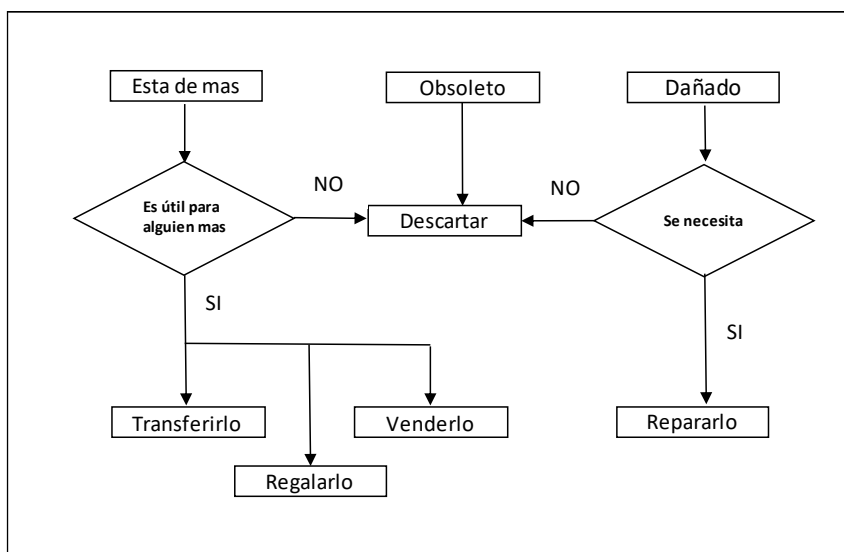 Esta de mas
Obsoleto
Dañado
NO
NO
Es útil para
alguien mas
Descartar
Se necesita
SI
SI
Transferirlo
Venderlo
Repararlo
Regalarlo